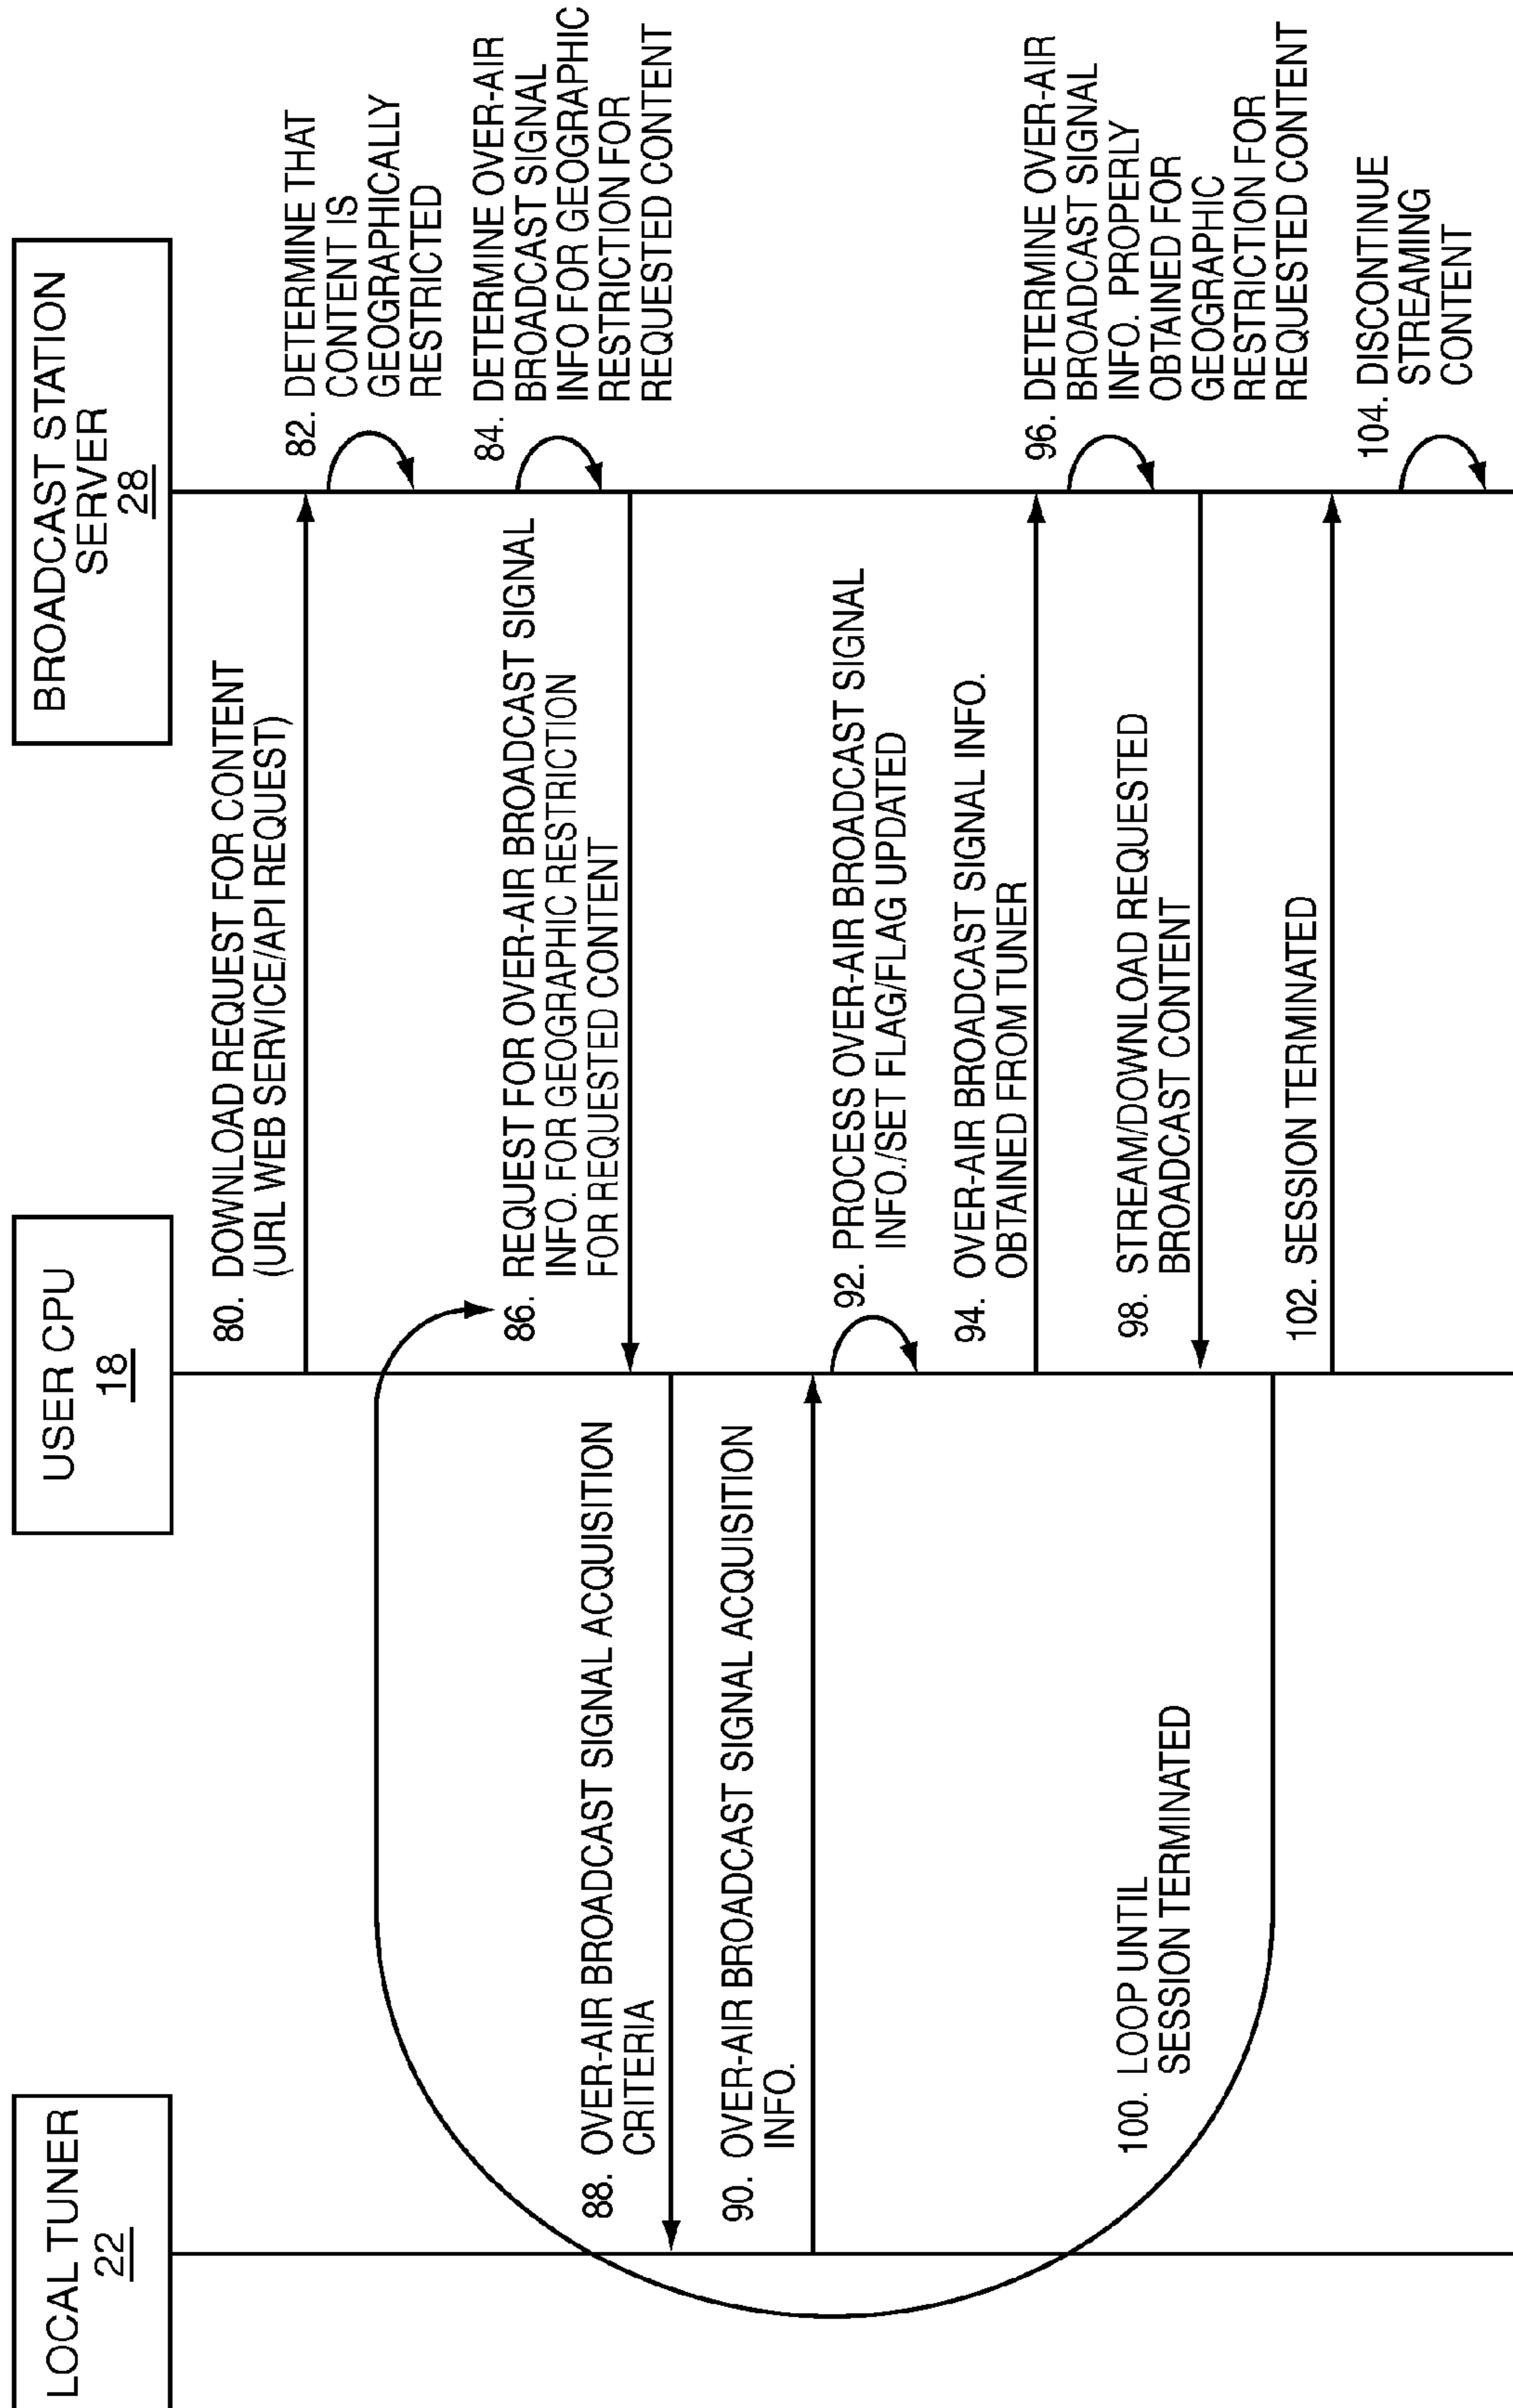 LOCAL TUNER
22
USER CPU
18
BROADCAST STATION
SERVER
28
80. DOWNLOAD REQUEST FOR CONTENT
(URL WEB SERVICE/API REQUEST)
82. DETERMINE THAT
CONTENT IS
GEOGRAPHICALLY
RESTRICTED
84. DETERMINE OVER-AIR
BROADCAST SIGNAL
INFO FOR GEOGRAPHIC
RESTRICTION FOR
REQUESTED CONTENT
86. REQUEST FOR OVER-AIR BROADCAST SIGNAL
INFO. FOR GEOGRAPHIC RESTRICTION
FOR REQUESTED CONTENT
88. OVER-AIR BROADCAST SIGNAL ACQUISITION
CRITERIA
90. OVER-AIR BROADCAST SIGNAL ACQUISITION
INFO.
92. PROCESS OVER-AIR BROADCAST SIGNAL
INFO./SET FLAG/FLAG UPDATED
94. OVER-AIR BROADCAST SIGNAL INFO.
OBTAINED FROM TUNER
96. DETERMINE OVER-AIR
BROADCAST SIGNAL
INFO. PROPERLY
OBTAINED FOR
GEOGRAPHIC
RESTRICTION FOR
REQUESTED CONTENT
98. STREAM/DOWNLOAD REQUESTED
BROADCAST CONTENT
100. LOOP UNTIL
SESSION TERMINATED
102. SESSION TERMINATED
104. DISCONTINUE
STREAMING
CONTENT